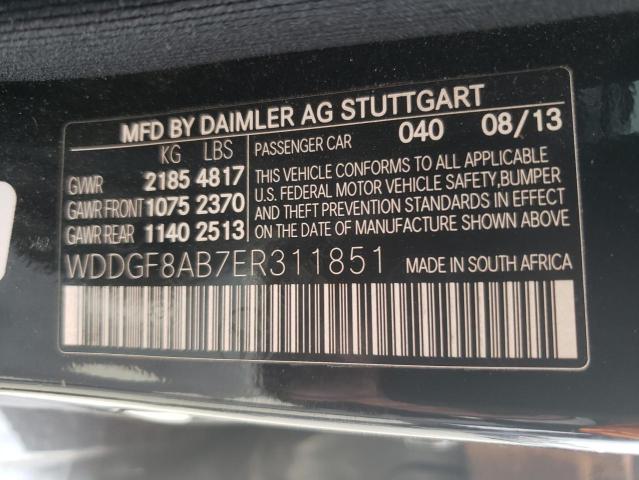 MFD BY DAIMLER AG STUTTGART
KG LBS PASSENGER CAR 040 08/13
GVWR 2185 4817
GAWR FRONT 1075 2370
GAWR REAR 1140 2513
THIS VEHICLE CONFORMS TO ALL APPLICABLE
U.S. FEDERAL MOTOR VEHICLE SAFETY,BUMPER
AND THEFT PREVENTION STANDARDS IN EFFECT
ON THE DATE OF MANUFACTURE SHOWN ABOVE.
WDDGF8AB7ER311851 MADE IN SOUTH AFRICA